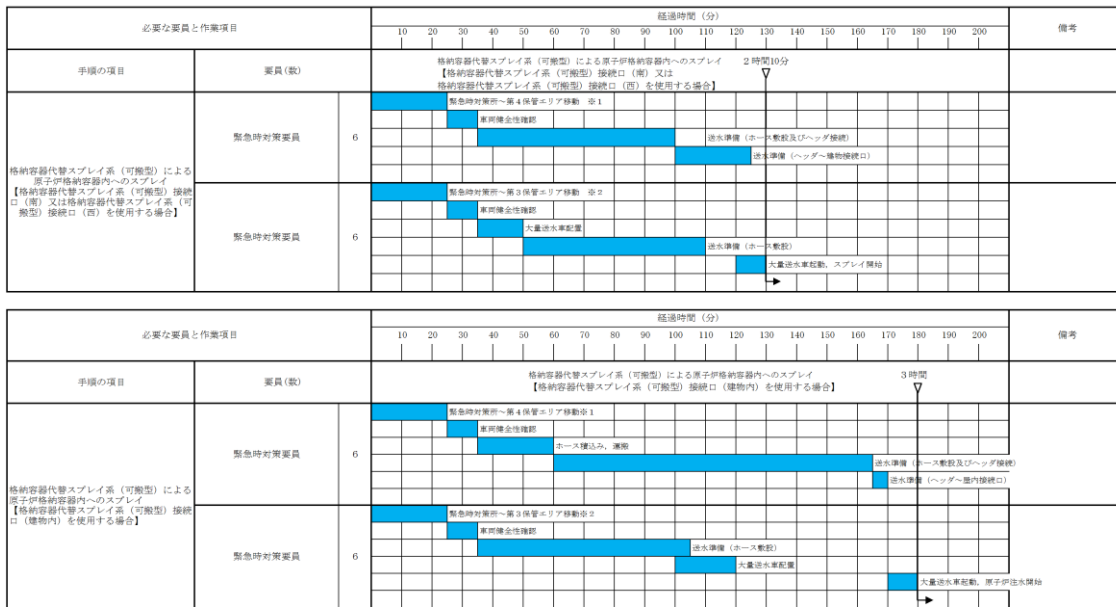 必要な要員と作業項目
経過時間（分）
備考
10 20 30 40 50 60 70 80 90 100 110 120 130 140 150 160 170 180 190 200
手順の項目
要員(数)
格納容器代替スプレイ系（可搬型）による原子炉格納容器内へのスプレイ
【格納容器代替スプレイ系（可搬型）接続口（南）又は
格納容器代替スプレイ系（可搬型）接続口（西）を使用する場合】
2時間10分
格納容器代替スプレイ系（可搬型）による
原子炉格納容器内へのスプレイ
【格納容器代替スプレイ系（可搬型）接続
口（南）又は格納容器代替スプレイ系（可
搬型）接続口（西）を使用する場合】
緊急時対策要員
6
緊急時対策所～第4保管エリア移動 ※1
車両健全性確認
送水準備（ホース敷設及びヘッダ接続）
送水準備（ヘッダ～建物接続口）
緊急時対策要員
6
緊急時対策所～第3保管エリア移動 ※2
車両健全性確認
大量送水車配置
送水準備（ホース敷設）
大量送水車起動，スプレイ開始
必要な要員と作業項目
経過時間（分）
備考
10 20 30 40 50 60 70 80 90 100 110 120 130 140 150 160 170 180 190 200
手順の項目
要員(数)
格納容器代替スプレイ系（可搬型）による原子炉格納容器内へのスプレイ
【格納容器代替スプレイ系（可搬型）接続口（建物内）を使用する場合】
3時間
格納容器代替スプレイ系（可搬型）による
原子炉格納容器内へのスプレイ
【格納容器代替スプレイ系（可搬型）接続
口（建物内）を使用する場合】
緊急時対策要員
6
緊急時対策所～第4保管エリア移動※1
車両健全性確認
ホース積込み，運搬
送水準備（ホース敷設及びヘッダ接続）
送水準備（ヘッダ～屋内接続口）
緊急時対策要員
6
緊急時対策所～第3保管エリア移動※2
車両健全性確認
送水準備（ホース敷設）
大量送水車配置
大量送水車起動，原子炉注水開始